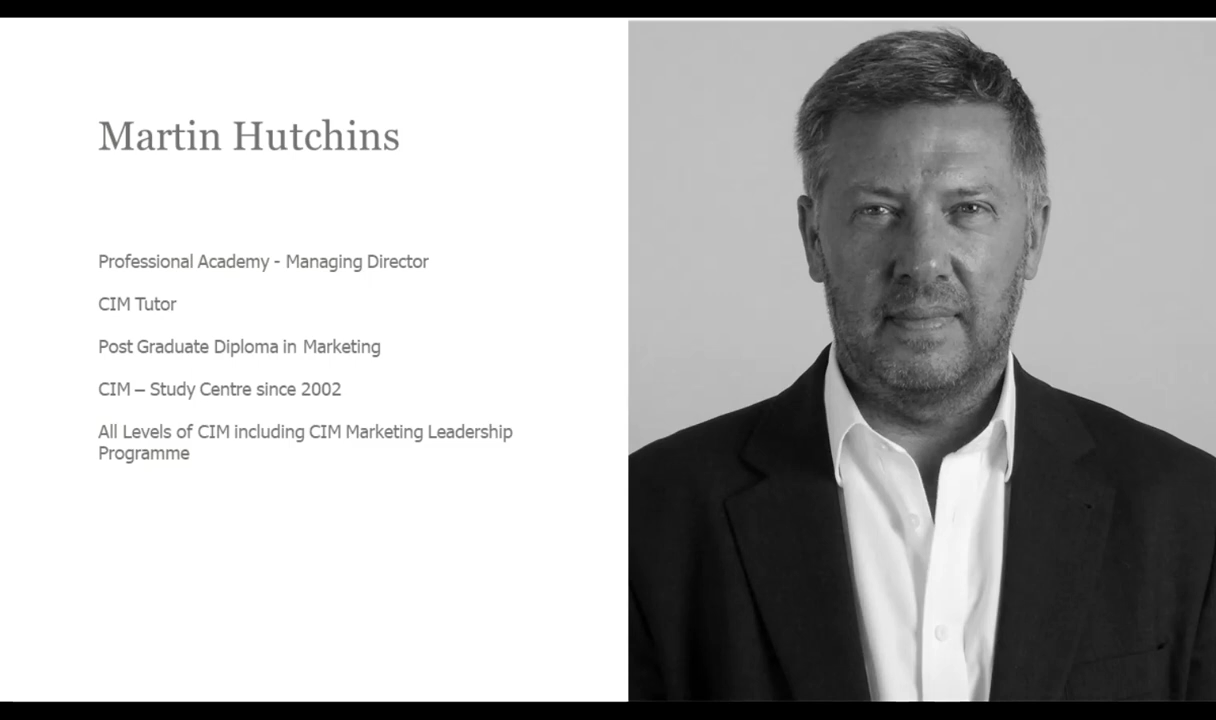 Martin Hutchins
Professional Academy - Managing Director
CIM Tutor
Post Graduate Diploma in Marketing
CIM – Study Centre since 2002
All Levels of CIM including CIM Marketing Leadership
Programme